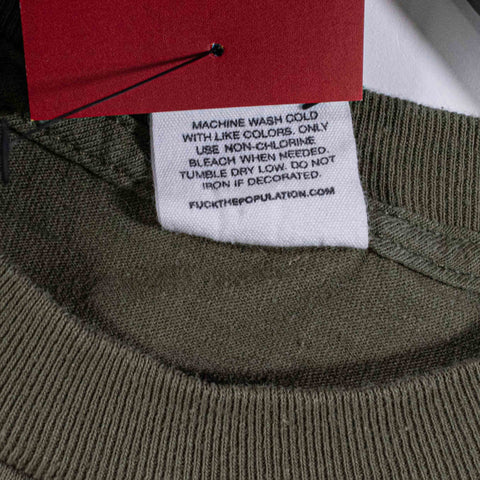 MACHINE WASH COLD
WITH LIKE COLORS. ONLY
USE NON-CHLORINE
BLEACH WHEN NEEDED.
TUMBLE DRY LOW. DO NOT
IRON IF DECORATED.
FUCKTHEPOPULATION.COM